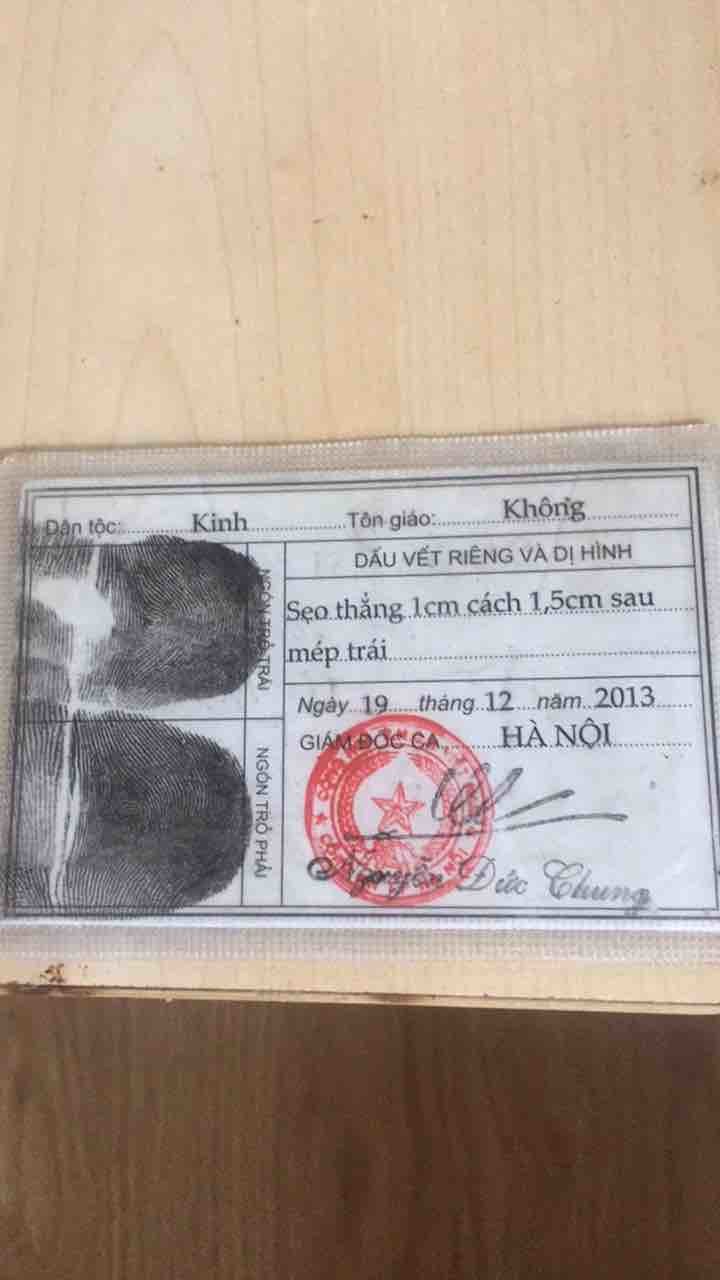 Dân tộc: Kinh Tôn giáo: Không
NGÓN TRỎ TRÁI
NGÓN TRỎ PHẢI
DẤU VẾT RIÊNG VÀ DỊ HÌNH
Sẹo thẳng 1cm cách 1,5cm sau
mép trái
Ngày 19 tháng 12 năm 2013
GIÁM ĐỐC CA HÀ NỘI
Nguyễn Đức Chung